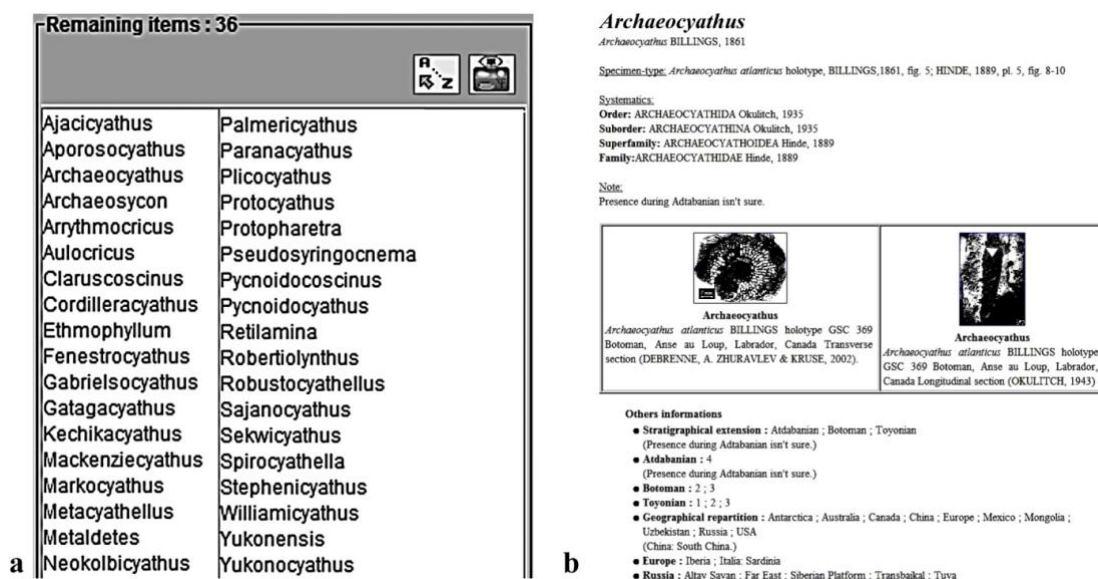 Remaining items : 36
A
Z
Ajacicyathus
Aporosocyathus
Archaeocyathus
Archaeosycon
Arrythmocricus
Aulocricus
Claruscoscinus
Cordilleracyathus
Ethmophyllum
Fenestrocyathus
Gabrielsocyathus
Gatagacyathus
Kechikacyathus
Mackenziecyathus
Markocyathus
Metacyathellus
Metaldetes
Neokolbicyathus
Palmericyathus
Paranacyathus
Plicocyathus
Protocyathus
Protopharetra
Pseudosyringocnema
Pycnoidocoscinus
Pycnoidocyathus
Retilamina
Robertiolynthus
Robustocyathellus
Sajanocyathus
Sekwicyathus
Spirocyathella
Stephenicyathus
Williamicyathus
Yukonensis
Yukonocyathus
a
Archaeocyathus
Archaeocyathus BILLINGS, 1861
Specimen-type: Archaeocyathus atlanticus holotype, BILLINGS,1861, fig. 5; HINDE, 1889, pl. 5, fig. 8-10
Systematics:
Order: ARCHAEOCYATHIDA Okulitch, 1935
Suborder: ARCHAEOCYATHINA Okulitch, 1935
Superfamily: ARCHAEOCYATHOIDEA Hinde, 1889
Family:ARCHAEOCYATHIDAE Hinde, 1889
Note:
Presence during Adtabanian isn't sure.
Archaeocyathus
Archaeocyathus atlanticus BILLINGS holotype GSC 369
Botoman, Anse au Loup, Labrador, Canada Transverse
section (DEBRENNE, A. ZHURAVLEV & KRUSE, 2002).
Archaeocyathus
Archaeocyathus atlanticus BILLINGS holotype
GSC 369 Botoman, Anse au Loup, Labrador,
Canada Longitudinal section (OKULITCH, 1943)
Others informations
● Stratigraphical extension : Atdabanian ; Botoman ; Toyonian
(Presence during Adtabanian isn't sure.)
● Atdabanian : 4
(Presence during Adtabanian isn't sure.)
● Botoman : 2 ; 3
● Toyonian : 1 ; 2 ; 3
● Geographical repartition : Antarctica ; Australia ; Canada ; China ; Europe ; Mexico ; Mongolia ;
Uzbekistan ; Russia ; USA
(China: South China.)
● Europe : Iberia ; Italia: Sardinia
● Russia : Altay Sayan ; Far East ; Siberian Platform ; Transbaikal ; Tuva
b